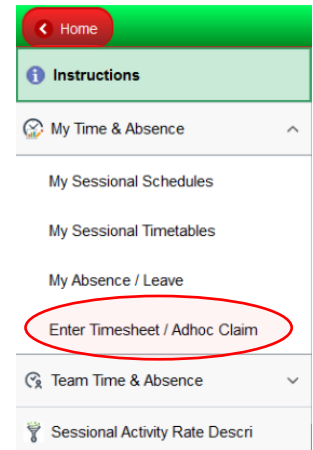 Home
Instructions
My Time & Absence
My Sessional Schedules
My Sessional Timetables
My Absence / Leave
Enter Timesheet / Adhoc Claim
Team Time & Absence
Sessional Activity Rate Descri